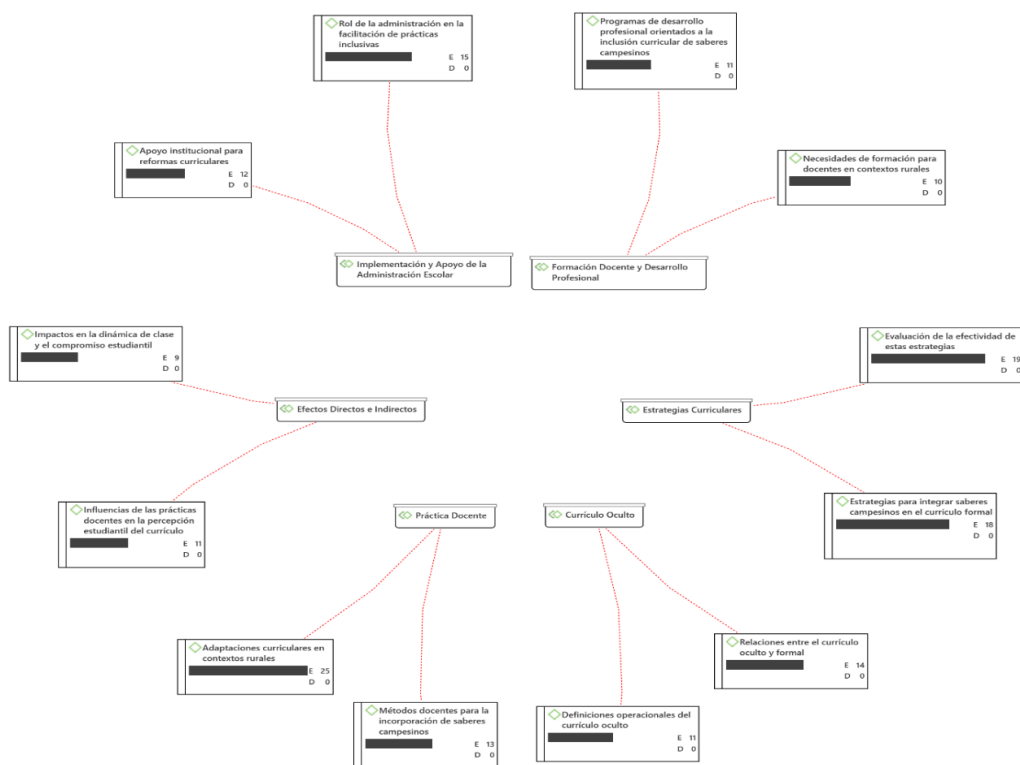 Rol de la administración en la
facilitación de prácticas
inclusivas
E 15
D 0
Programas de desarrollo
profesional orientados a la
inclusión curricular de saberes
campesinos
E 11
D 0
Apoyo institucional para
reformas curriculares
E 12
D 0
Necesidades de formación para
docentes en contextos rurales
E 10
D 0
Implementación y Apoyo de la
Administración Escolar
Formación Docente y Desarrollo
Profesional
Impactos en la dinámica de clase
y el compromiso estudiantil
E 9
D 0
Evaluación de la efectividad de
estas estrategias
E 19
D 0
Efectos Directos e Indirectos
Estrategias Curriculares
Influencias de las prácticas
docentes en la percepción
estudiantil del currículo
E 11
D 0
Práctica Docente
Currículo Oculto
Estrategias para integrar saberes
campesinos en el currículo formal
E 18
D 0
Adaptaciones curriculares en
contextos rurales
E 25
D 0
Relaciones entre el currículo
oculto y formal
E 14
D 0
Métodos docentes para la
incorporación de saberes
campesinos
E 13
D 0
Definiciones operacionales del
currículo oculto
E 11
D 0